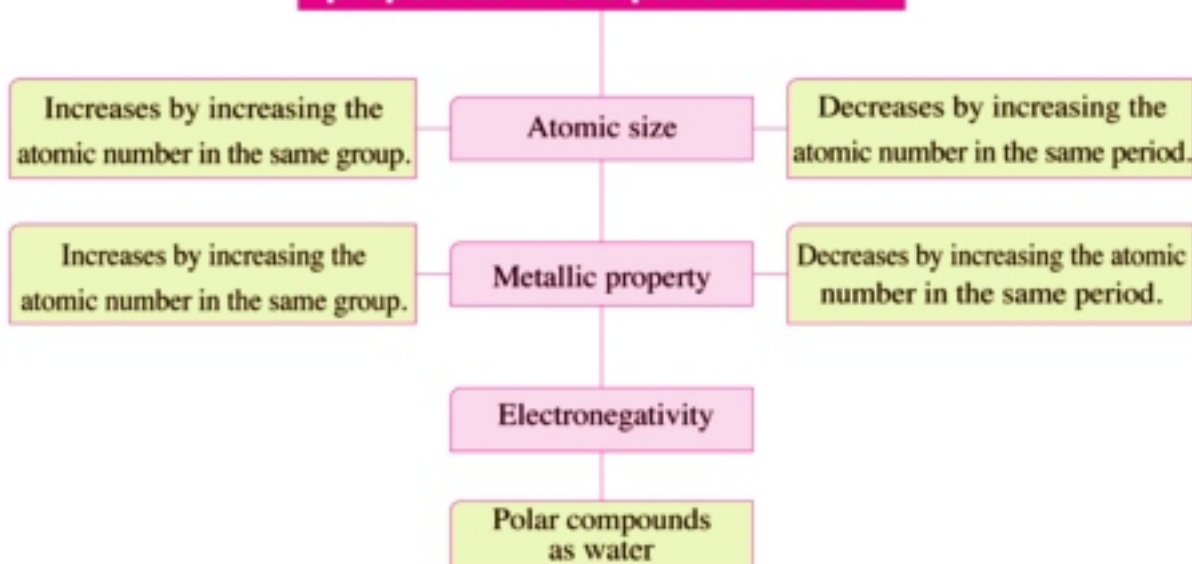 Increases by increasing the
atomic number in the same group.
Atomic size
Decreases by increasing the
atomic number in the same period.
Increases by increasing the
atomic number in the same group.
Metallic property
Decreases by increasing the atomic
number in the same period.
Electronegativity
Polar compounds
as water